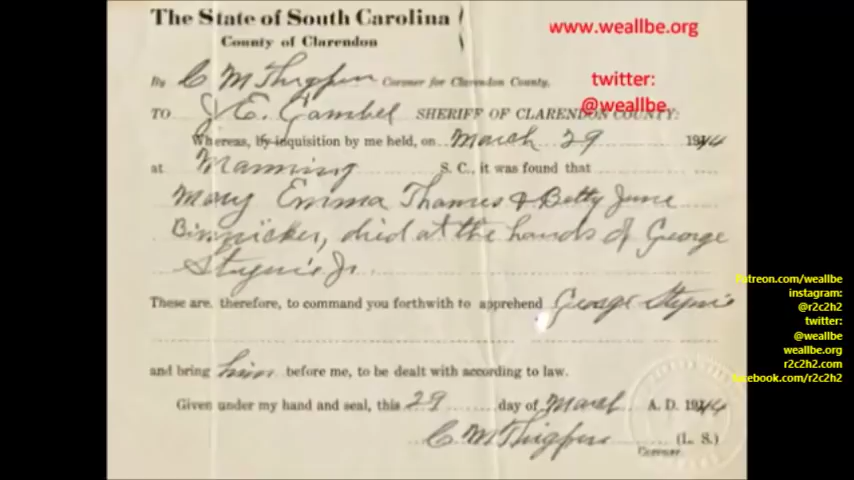 The State of South Carolina
County of Clarendon
www.weallbe.org
By C M Thigpen Coroner for Clarendon County.
twitter:
@weallbe
TO J. E. Gambel SHERIFF OF CLARENDON COUNTY:
Whereas, by inquisition by me held, on March 29 1944
at Manning S. C., it was found that
Mary Emma Thames & Betty June
Binnicker, died at the hands of George
Stynie Jr.
These are, therefore, to command you forthwith to apprehend George Stynie
and bring him before me, to be dealt with according to law.
Given under my hand and seal, this 29 day of March A. D. 1944
C. M Thigpen (L. S.)
Coroner.
Patreon.com/weallbe
instagram:
@r2c2h2
twitter:
@weallbe
weallbe.org
r2c2h2.com
facebook.com/r2c2h2